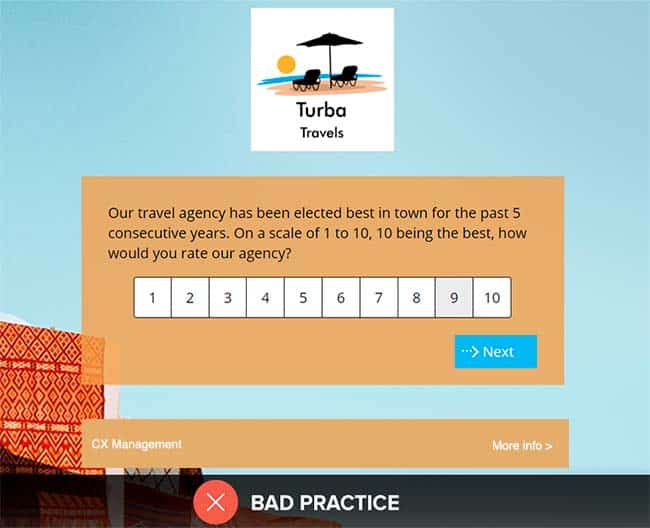 Turba
Travels
Our travel agency has been elected best in town for the past 5
consecutive years. On a scale of 1 to 10, 10 being the best, how
would you rate our agency?
1 2 3 4 5 6 7 8 9 10
Next
CX Management
More info >
BAD PRACTICE